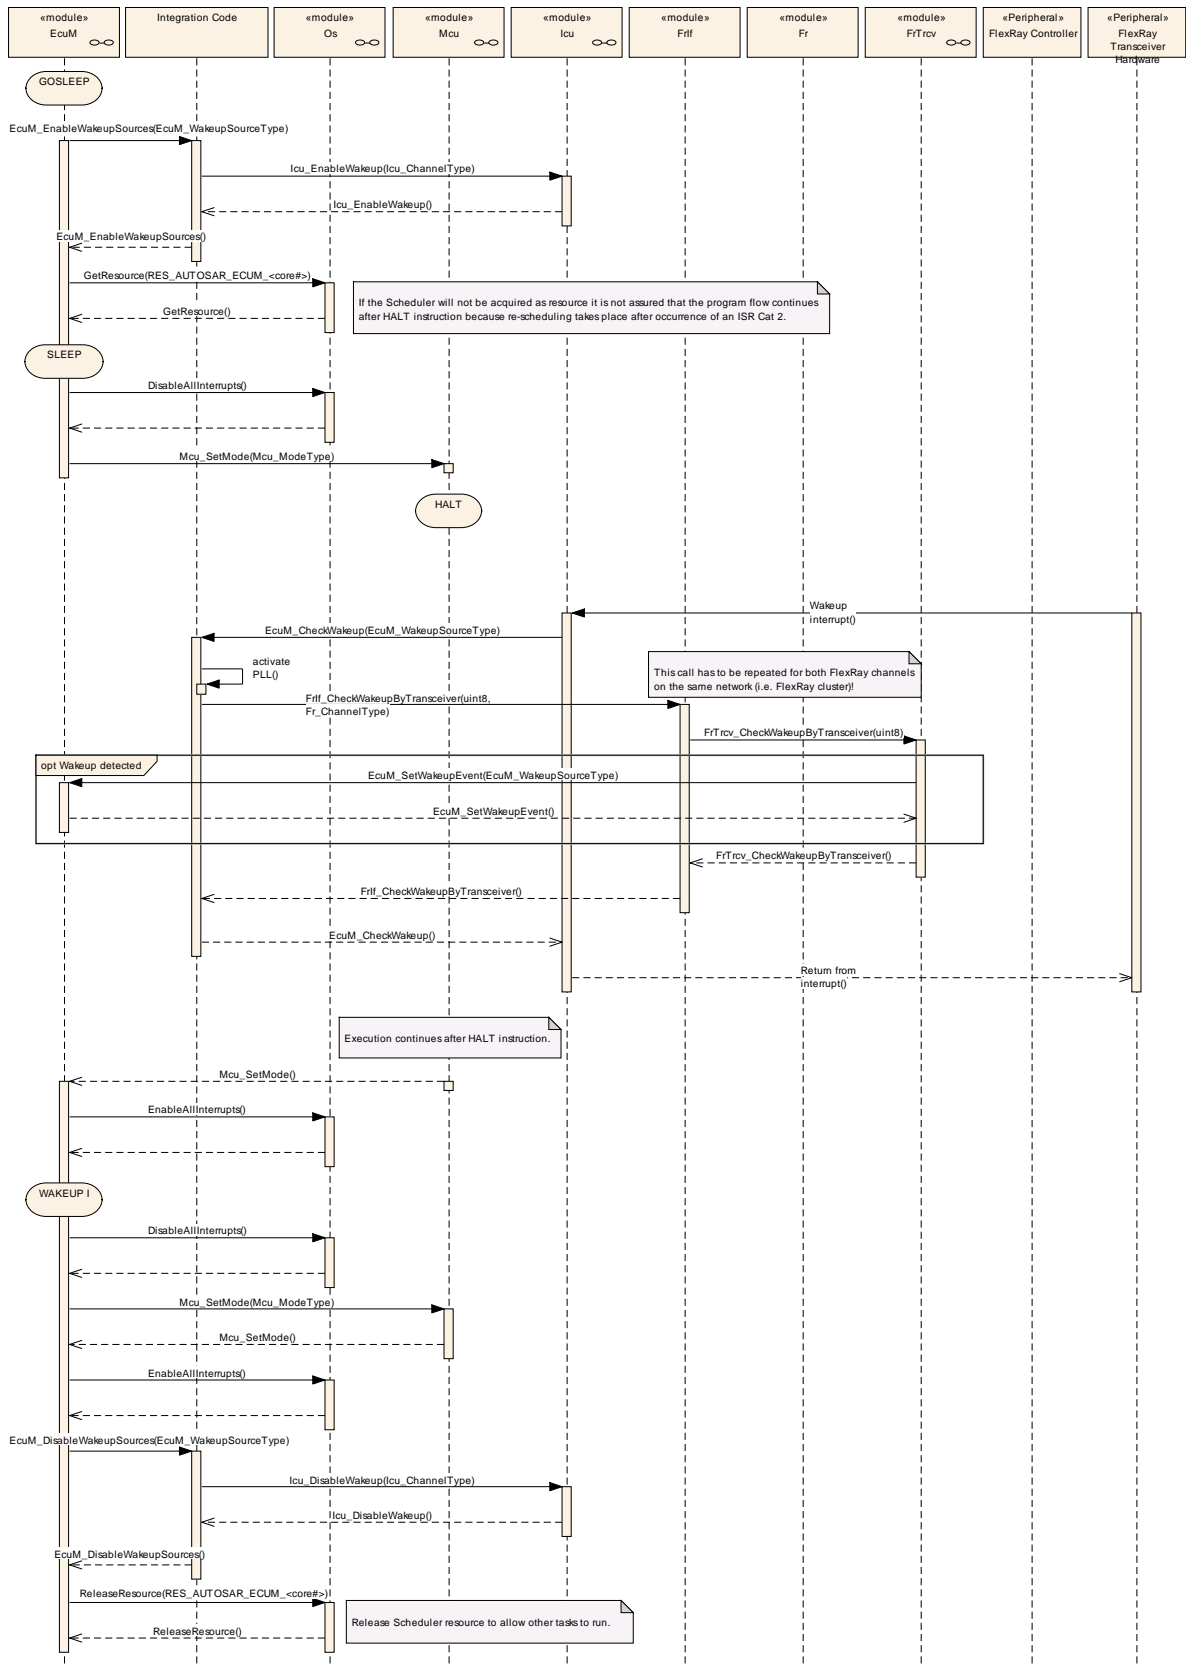 «module»
EcuM
Integration Code
«module»
Os
«module»
Mcu
«module»
Icu
«module»
FrIf
«module»
Fr
«module»
FrTrcv
«Peripheral»
FlexRay Controller
«Peripheral»
FlexRay
Transceiver
Hardware
GOSLEEP
EcuM_EnableWakeupSources(EcuM_WakeupSourceType)
Icu_EnableWakeup(Icu_ChannelType)
Icu_EnableWakeup()
EcuM_EnableWakeupSources()
GetResource(RES_AUTOSAR_ECUM_<core#>)
If the Scheduler will not be acquired as resource it is not assured that the program flow continues
after HALT instruction because re-scheduling takes place after occurrence of an ISR Cat 2.
GetResource()
SLEEP
DisableAllInterrupts()
Mcu_SetMode(Mcu_ModeType)
HALT
Wakeup
interrupt()
EcuM_CheckWakeup(EcuM_WakeupSourceType)
activate
PLL()
This call has to be repeated for both FlexRay channels
on the same network (i.e. FlexRay cluster)!
FrIf_CheckWakeupByTransceiver(uint8,
Fr_ChannelType)
FrTrcv_CheckWakeupByTransceiver(uint8)
opt Wakeup detected
EcuM_SetWakeupEvent(EcuM_WakeupSourceType)
EcuM_SetWakeupEvent()
FrTrcv_CheckWakeupByTransceiver()
FrIf_CheckWakeupByTransceiver()
EcuM_CheckWakeup()
Return from
interrupt()
Execution continues after HALT instruction.
Mcu_SetMode()
EnableAllInterrupts()
WAKEUP I
DisableAllInterrupts()
Mcu_SetMode(Mcu_ModeType)
Mcu_SetMode()
EnableAllInterrupts()
EcuM_DisableWakeupSources(EcuM_WakeupSourceType)
Icu_DisableWakeup(Icu_ChannelType)
Icu_DisableWakeup()
EcuM_DisableWakeupSources()
ReleaseResource(RES_AUTOSAR_ECUM_<core#>)
Release Scheduler resource to allow other tasks to run.
ReleaseResource()